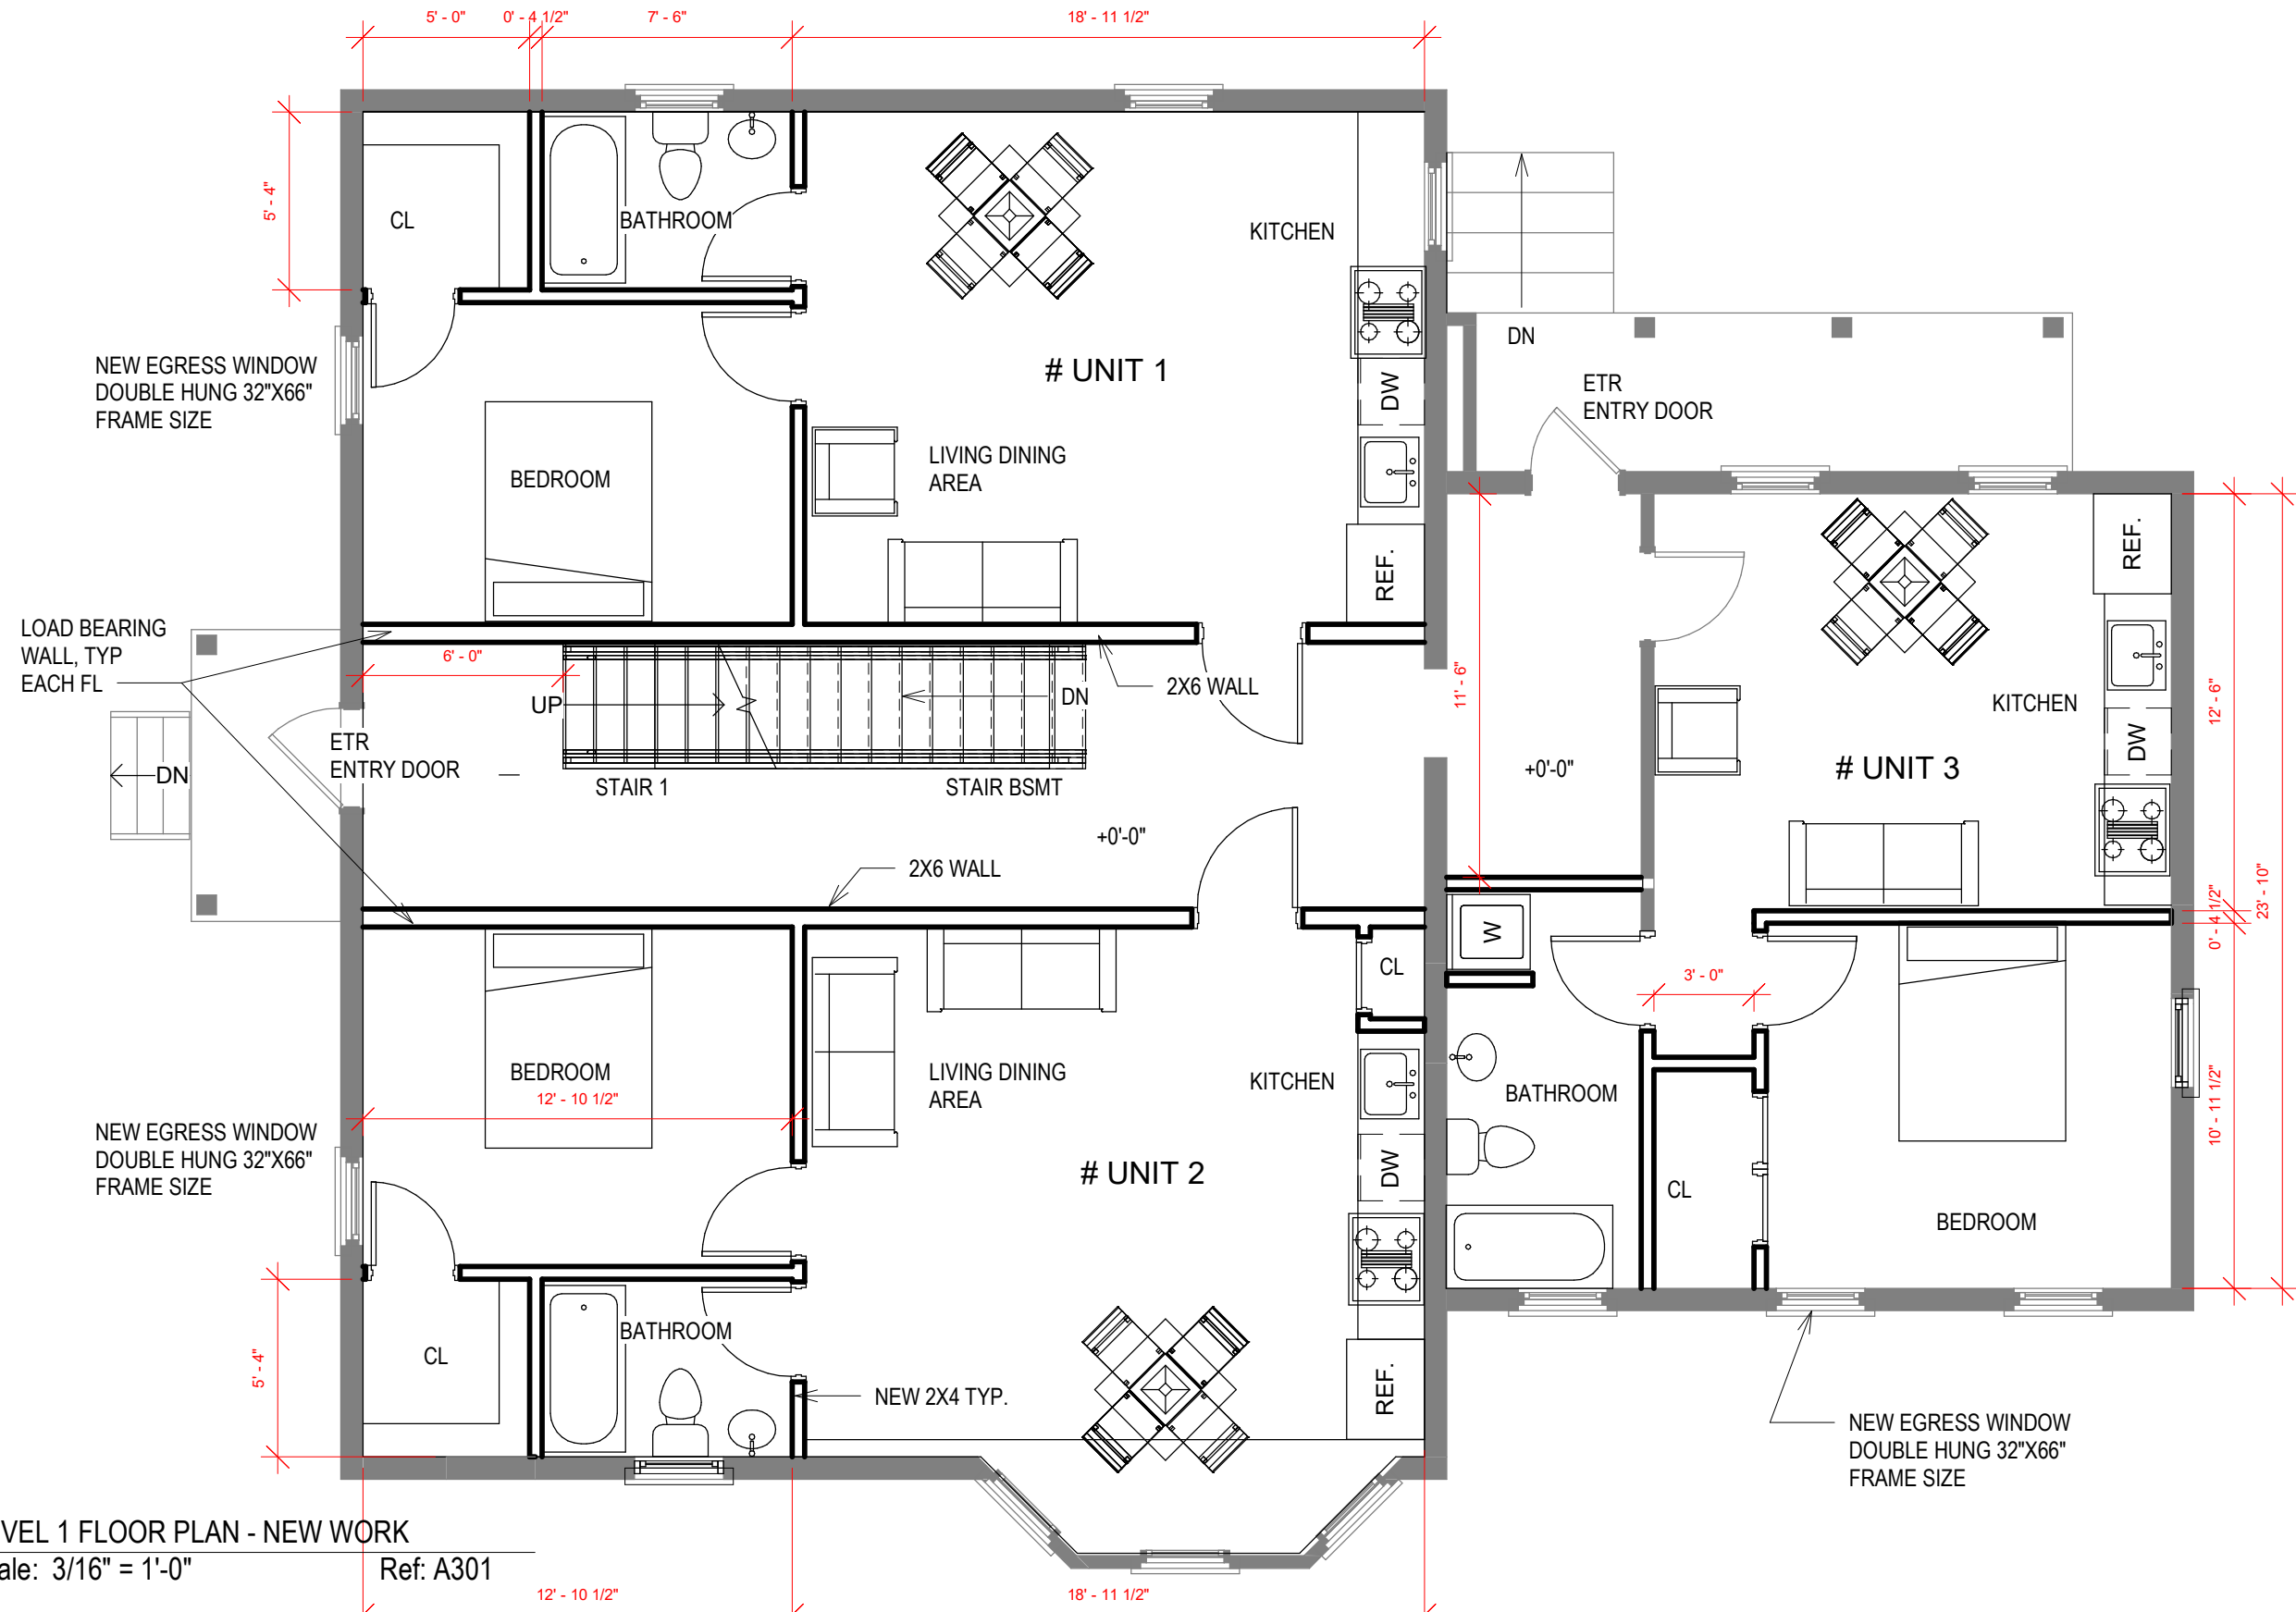 5' - 0"
0' - 4 1/2"
7' - 6"
18' - 11 1/2"
5' - 4"
CL
BATHROOM
KITCHEN
NEW EGRESS WINDOW
DOUBLE HUNG 32"X66"
FRAME SIZE
# UNIT 1
DW
DN
ETR
ENTRY DOOR
BEDROOM
LIVING DINING
AREA
REF.
REF.
LOAD BEARING
WALL, TYP
EACH FL
6' - 0"
UP
DN
2X6 WALL
11' - 6"
KITCHEN
12' - 6"
DW
ETR
ENTRY DOOR
DN
STAIR 1
STAIR BSMT
+0'-0"
# UNIT 3
+0'-0"
2X6 WALL
W
CL
3' - 0"
0' - 4 1/2"
23' - 10"
BEDROOM
12' - 10 1/2"
LIVING DINING
AREA
KITCHEN
BATHROOM
10' - 11 1/2"
NEW EGRESS WINDOW
DOUBLE HUNG 32"X66"
FRAME SIZE
# UNIT 2
DW
CL
BEDROOM
5' - 4"
CL
BATHROOM
NEW 2X4 TYP.
REF.
NEW EGRESS WINDOW
DOUBLE HUNG 32"X66"
FRAME SIZE
VEL 1 FLOOR PLAN - NEW WORK
ale: 3/16" = 1'-0"
Ref: A301
12' - 10 1/2"
18' - 11 1/2"